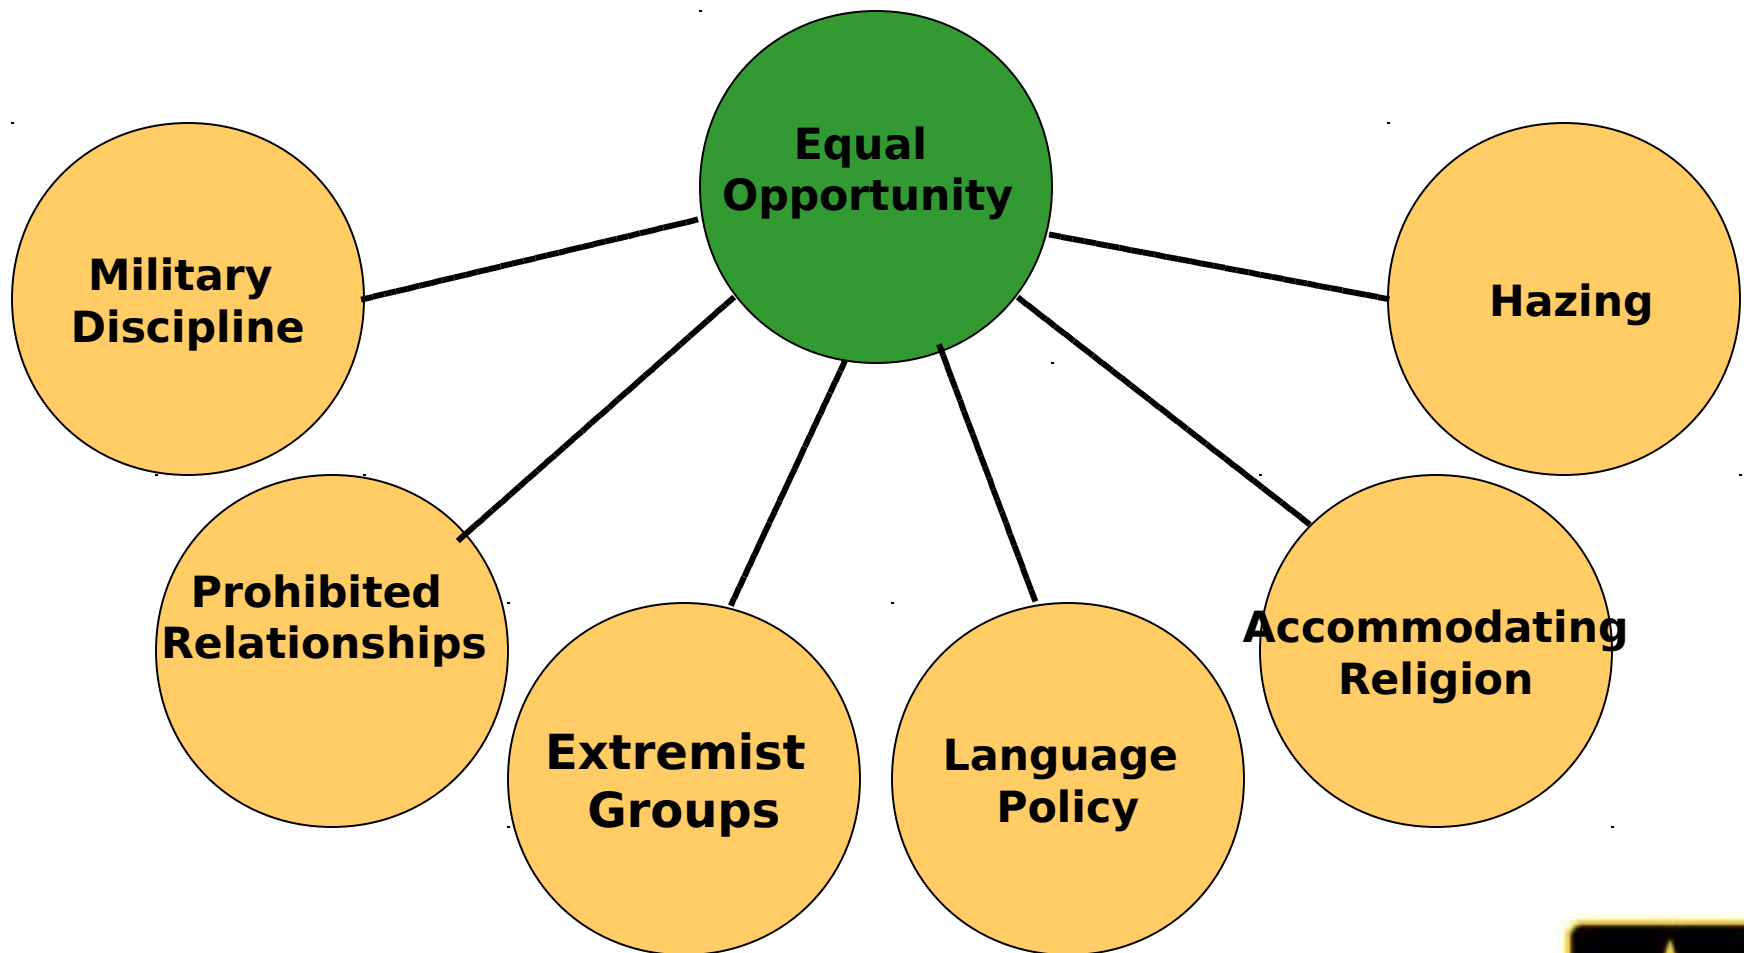 Equal
Opportunity
Military
Discipline
Hazing
Prohibited
Relationships
Accommodating
Religion
Extremist
Groups
Language
Policy